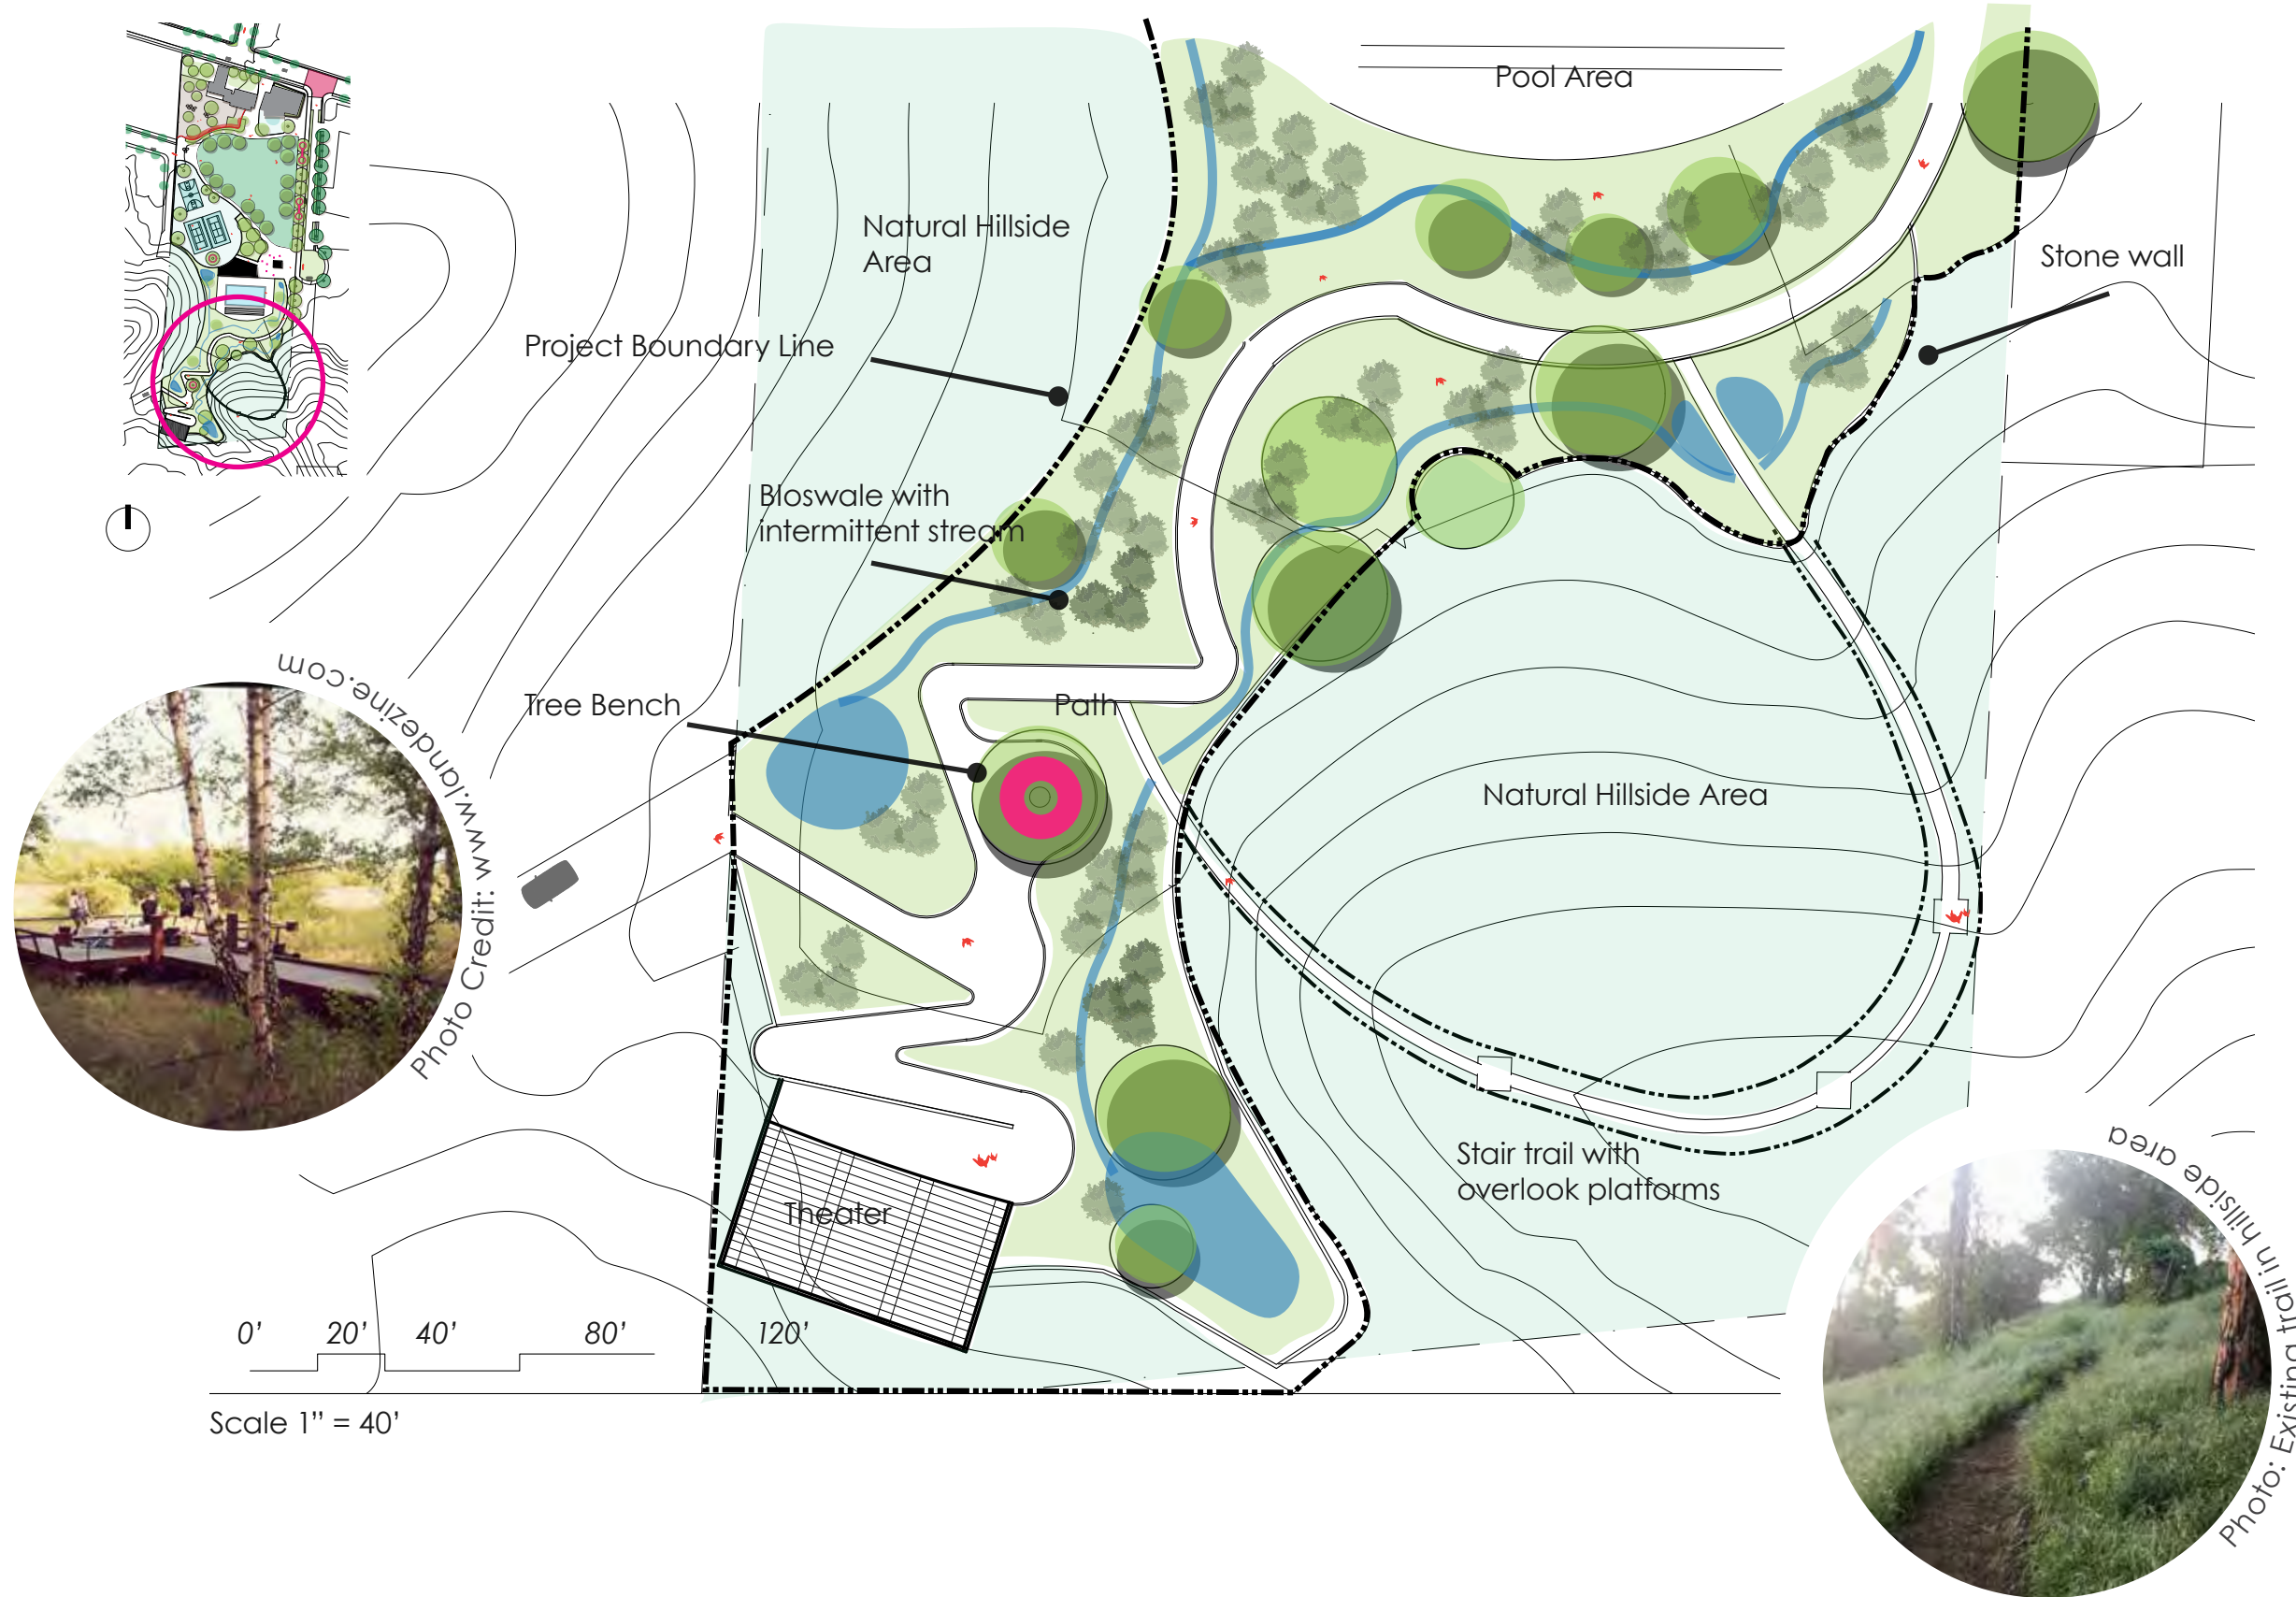 Pool Area
Natural Hillside
Area
Stone wall
Project Boundary Line
Bloswale with
intermittent stream
Tree Bench
Path
Natural Hillside Area
Photo Credit: www.landezine.com
Stair trail with
overlook platforms
Theater
0’ 20’ 40’ 80’ 120’
Scale 1” = 40’
Photo: Existing trail in hillside area